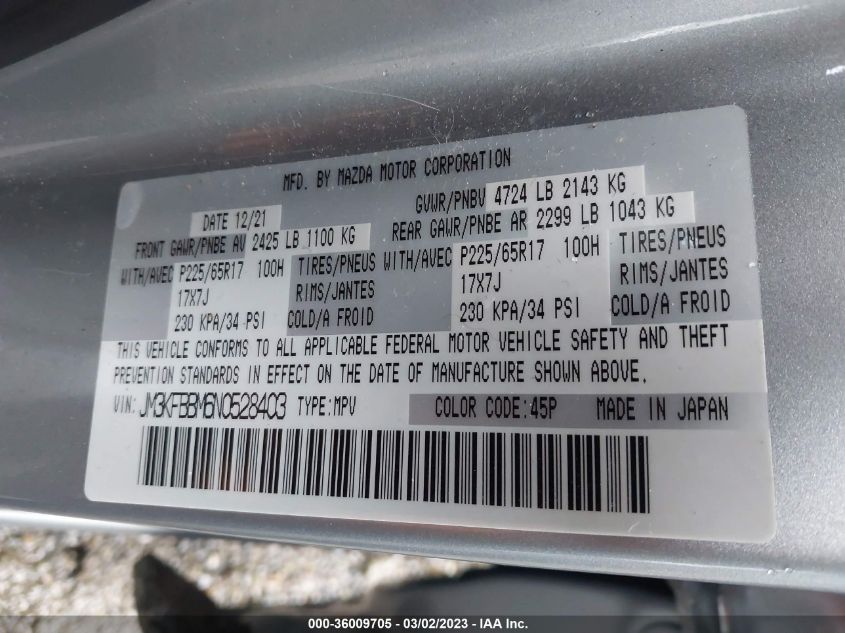 MFD. BY MAZDA MOTOR CORPORATION
DATE 12/21 GVWR/PNBV 4724 LB 2143 KG
FRONT GAWR/PNBE AV 2425 LB 1100 KG REAR GAWR/PNBE AR 2299 LB 1043 KG
WITH/AVEC P225/65R17 100H TIRES/PNEUS WITH/AVEC P225/65R17 100H TIRES/PNEUS
17X7J RIMS/JANTES 17X7J RIMS/JANTES
230 KPA/34 PSI COLD/A FROID 230 KPA/34 PSI COLD/A FROID
THIS VEHICLE CONFORMS TO ALL APPLICABLE FEDERAL MOTOR VEHICLE SAFETY AND THEFT
PREVENTION STANDARDS IN EFFECT ON THE DATE OF MANUFACTURE SHOWN ABOVE.
VIN: JM3KFBBM6N0528403 TYPE:MPV COLOR CODE:45P MADE IN JAPAN
000-36009705 - 03/02/2023 - IAA Inc.